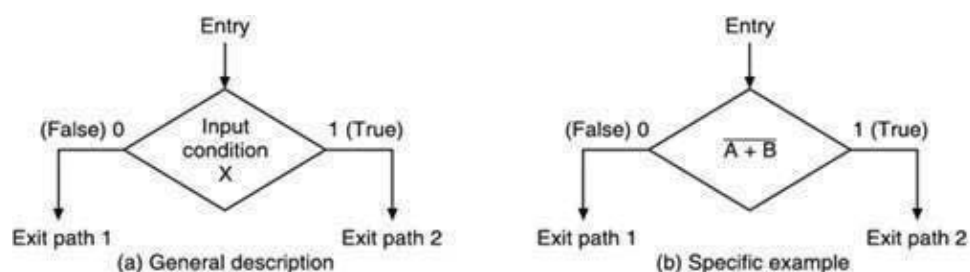 Entry
(False) 0
Input
condition
X
1 (True)
Exit path 1
Exit path 2
(a) General description
Entry
(False) 0
A + B
1 (True)
Exit path 1
Exit path 2
(b) Specific example